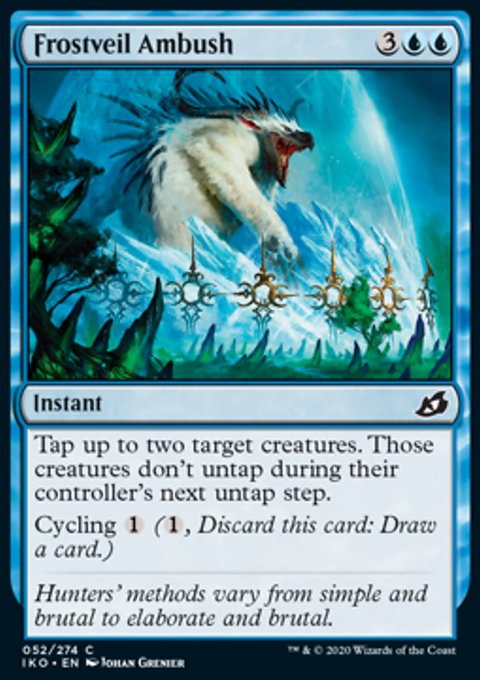 Frostveil Ambush 3
Instant
Tap up to two target creatures. Those
creatures don't untap during their
controller's next untap step.
Cycling 1 (1, Discard this card: Draw
a card.)
Hunters' methods vary from simple and
brutal to elaborate and brutal.
052/274 C
IKO • EN Johan Grenier
™ & © 2020 Wizards of the Coast